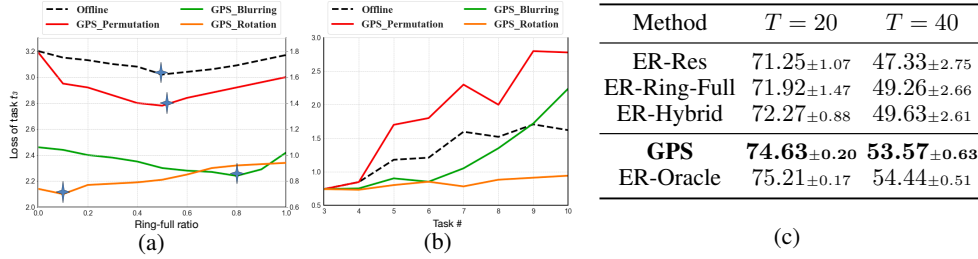 Offline
GPS_Blurring
GPS_Permutation
GPS_Rotation
3.2
3.0
2.8
2.6
2.4
2.2
2.0
1.8
1.6
1.4
1.2
1.0
0.8
0.6
0.0
0.2
0.4
0.6
0.8
1.0
Loss of task t₃
Ring-full ratio
(a)
Offline
GPS_Blurring
GPS_Permutation
GPS_Rotation
3.0
2.5
2.0
1.5
1.0
0.5
3 4 5 6 7 8 9 10
Task #
(b)
Method T = 20 T = 40
ER-Res 71.25±1.07 47.33±2.75
ER-Ring-Full 71.92±1.47 49.26±2.66
ER-Hybrid 72.27±0.88 49.63±2.61
GPS 74.63±0.20 53.57±0.63
ER-Oracle 75.21±0.17 54.44±0.51
(c)